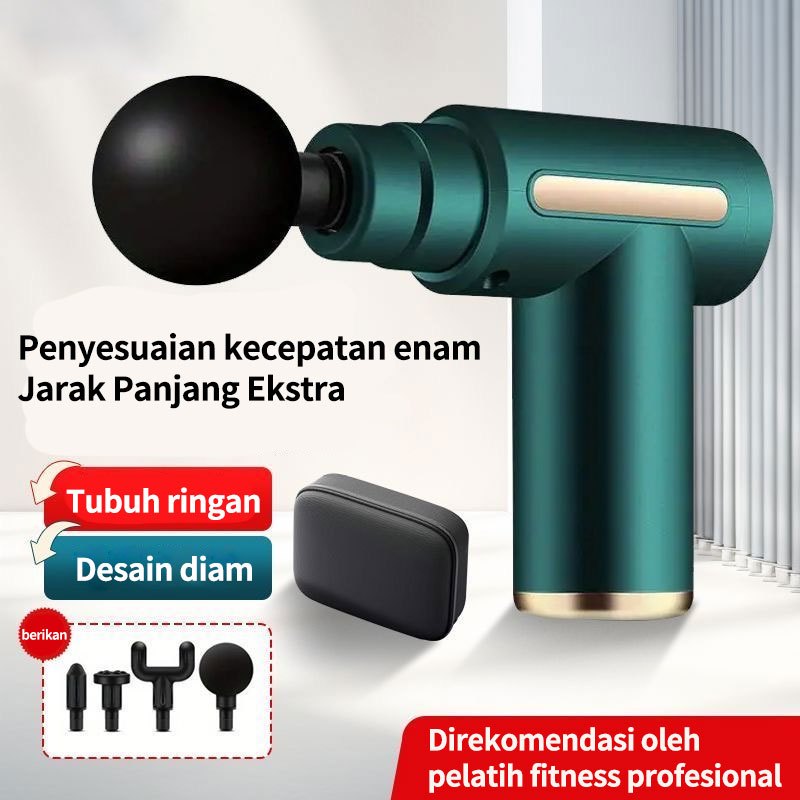 Penyesuaian kecepatan enam
Jarak Panjang Ekstra
Tubuh ringan
Desain diam
berikan
Direkomendasi oleh
pelatih fitness profesional